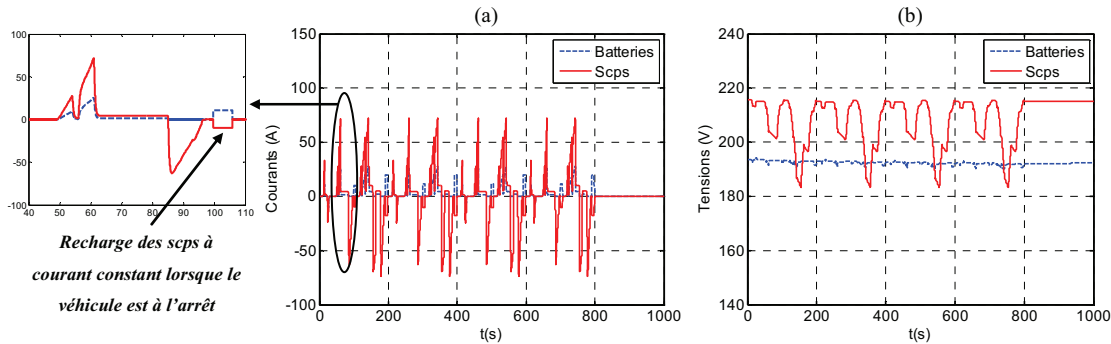 100
50
0
-50
-100
40 50 60 70 80 90 100 110
Recharge des scps à
courant constant lorsque le
véhicule est à l'arrêt
(a)
Batteries
Scps
Courants (A)
150
100
50
0
-50
-100
0 200 400 600 800 1000
t(s)
(b)
Batteries
Scps
Tensions (V)
240
220
200
180
160
140
0 200 400 600 800 1000
t(s)